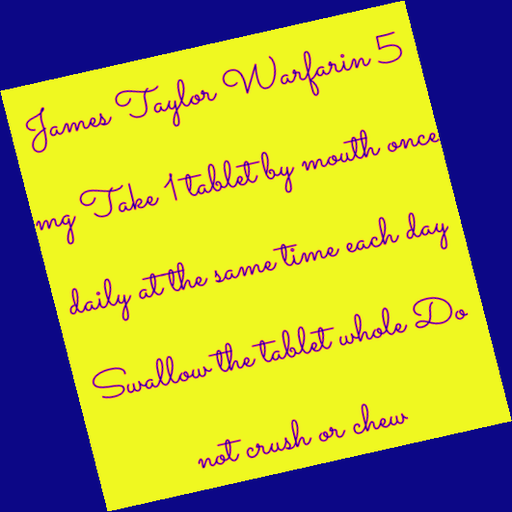 James Taylor Warfarin 5
mg Take 1 tablet by mouth once
daily at the same time each day
Swallow the tablet whole Do
not crush or chew